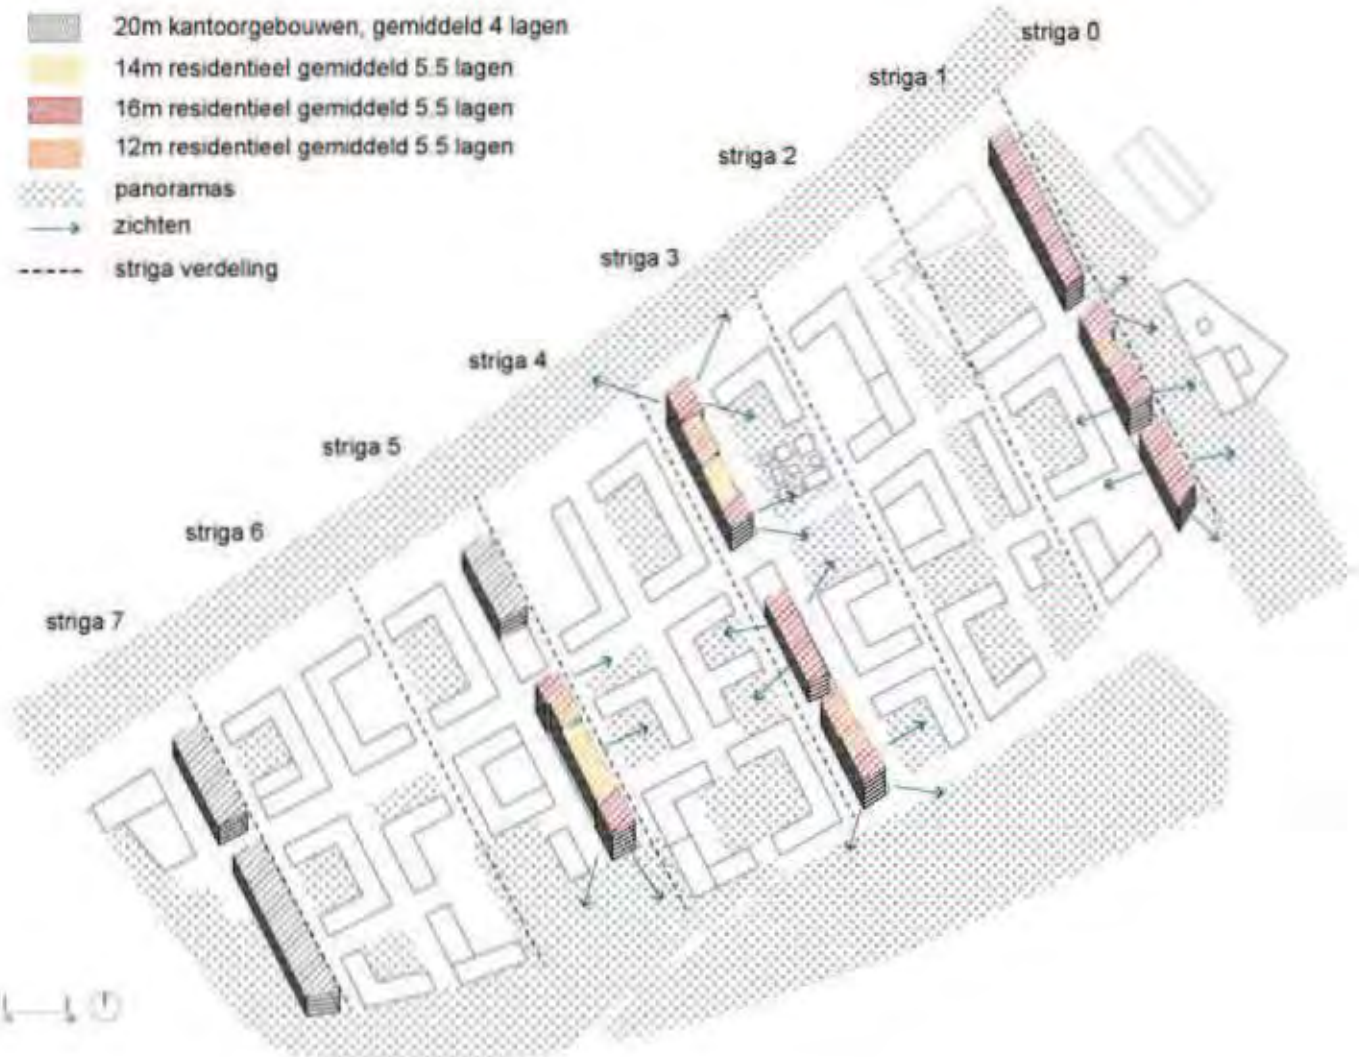 20m kantoorgebouwen, gemiddeld 4 lagen
14m residentieel gemiddeld 5.5 lagen
16m residentieel gemiddeld 5.5 lagen
12m residentieel gemiddeld 5.5 lagen
panoramas
zichten
striga verdeling
striga 0
striga 1
striga 2
striga 3
striga 4
striga 5
striga 6
striga 7